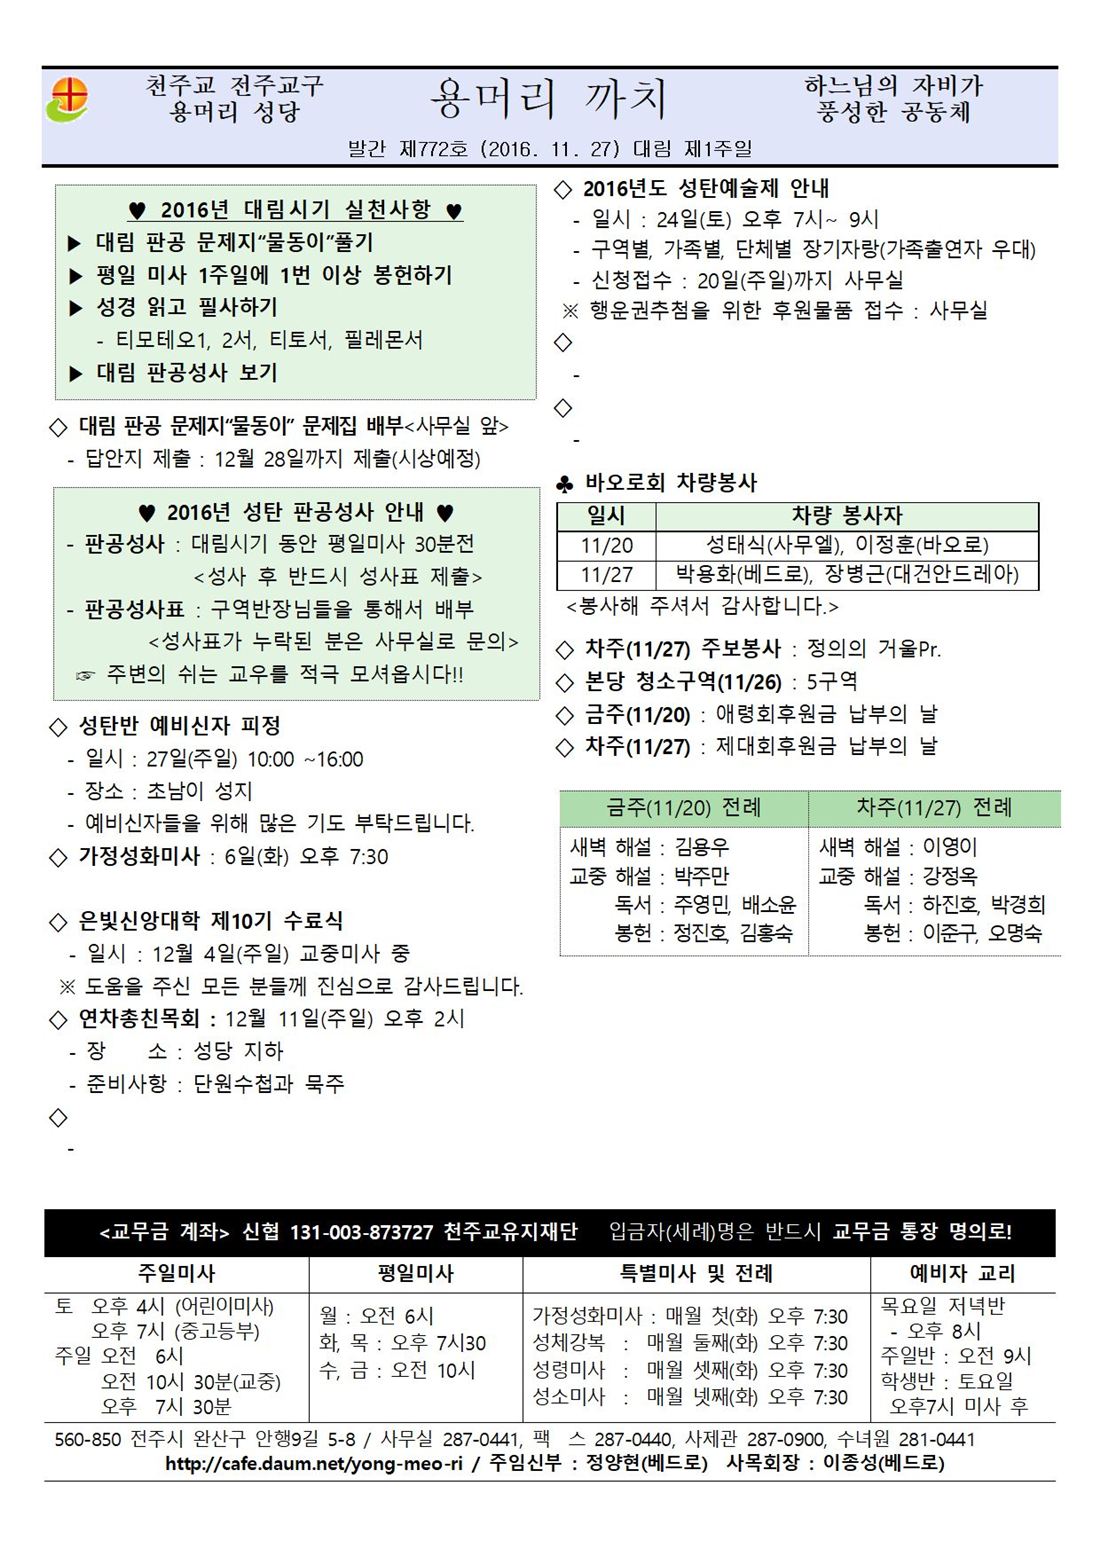 천주교 전주교구
용머리 성당
용머리 까치
하느님의 자비가
풍성한 공동체
발간 제772호 (2016. 11. 27) 대림 제1주일
♥ 2016년 대림시기 실천사항 ♥
▶ 대림 판공 문제지“물동이”풀기
▶ 평일 미사 1주일에 1번 이상 봉헌하기
▶ 성경 읽고 필사하기
- 티모테오1, 2서, 티토서, 필레몬서
▶ 대림 판공성사 보기
◇ 대림 판공 문제지“물동이” 문제집 배부<사무실 앞>
- 답안지 제출 : 12월 28일까지 제출(시상예정)
♥ 2016년 성탄 판공성사 안내 ♥
- 판공성사 : 대림시기 동안 평일미사 30분전
<성사 후 반드시 성사표 제출>
- 판공성사표 : 구역반장님들을 통해서 배부
<성사표가 누락된 분은 사무실로 문의>
☞ 주변의 쉬는 교우를 적극 모셔옵시다!!
◇ 성탄반 예비신자 피정
- 일시 : 27일(주일) 10:00 ~16:00
- 장소 : 초남이 성지
- 예비신자들을 위해 많은 기도 부탁드립니다.
◇ 가정성화미사 : 6일(화) 오후 7:30
◇ 은빛신앙대학 제10기 수료식
- 일시 : 12월 4일(주일) 교중미사 중
※ 도움을 주신 모든 분들께 진심으로 감사드립니다.
◇ 연차총친목회 : 12월 11일(주일) 오후 2시
- 장 소 : 성당 지하
- 준비사항 : 단원수첩과 묵주
◇
-
◇ 2016년도 성탄예술제 안내
- 일시 : 24일(토) 오후 7시~ 9시
- 구역별, 가족별, 단체별 장기자랑(가족출연자 우대)
- 신청접수 : 20일(주일)까지 사무실
※ 행운권추첨을 위한 후원물품 접수 : 사무실
◇
-
◇
-
♣ 바오로회 차량봉사
일시 차량 봉사자
11/20 성태식(사무엘), 이정훈(바오로)
11/27 박용화(베드로), 장병근(대건안드레아)
<봉사해 주셔서 감사합니다.>
◇ 차주(11/27) 주보봉사 : 정의의 거울Pr.
◇ 본당 청소구역(11/26) : 5구역
◇ 금주(11/20) : 애령회후원금 납부의 날
◇ 차주(11/27) : 제대회후원금 납부의 날
금주(11/20) 전례 차주(11/27) 전례
새벽 해설 : 김용우 새벽 해설 : 이영이
교중 해설 : 박주만 교중 해설 : 강정옥
독서 : 주영민, 배소윤 독서 : 하진호, 박경희
봉헌 : 정진호, 김홍숙 봉헌 : 이준구, 오명숙
<교무금 계좌> 신협 131-003-873727 천주교유지재단 입금자(세례)명은 반드시 교무금 통장 명의로!
주일미사 평일미사 특별미사 및 전례 예비자 교리
토 오후 4시 (어린이미사)
오후 7시 (중고등부)
주일 오전 6시
오전 10시 30분(교중)
오후 7시 30분
월 : 오전 6시
화, 목 : 오후 7시30
수, 금 : 오전 10시
가정성화미사 : 매월 첫(화) 오후 7:30
성체강복 : 매월 둘째(화) 오후 7:30
성령미사 : 매월 셋째(화) 오후 7:30
성소미사 : 매월 넷째(화) 오후 7:30
목요일 저녁반
- 오후 8시
주일반 : 오전 9시
학생반 : 토요일
오후7시 미사 후
560-850 전주시 완산구 안행9길 5-8 / 사무실 287-0441, 팩 스 287-0440, 사제관 287-0900, 수녀원 281-0441
http://cafe.daum.net/yong-meo-ri / 주임신부 : 정양현(베드로) 사목회장 : 이종성(베드로)